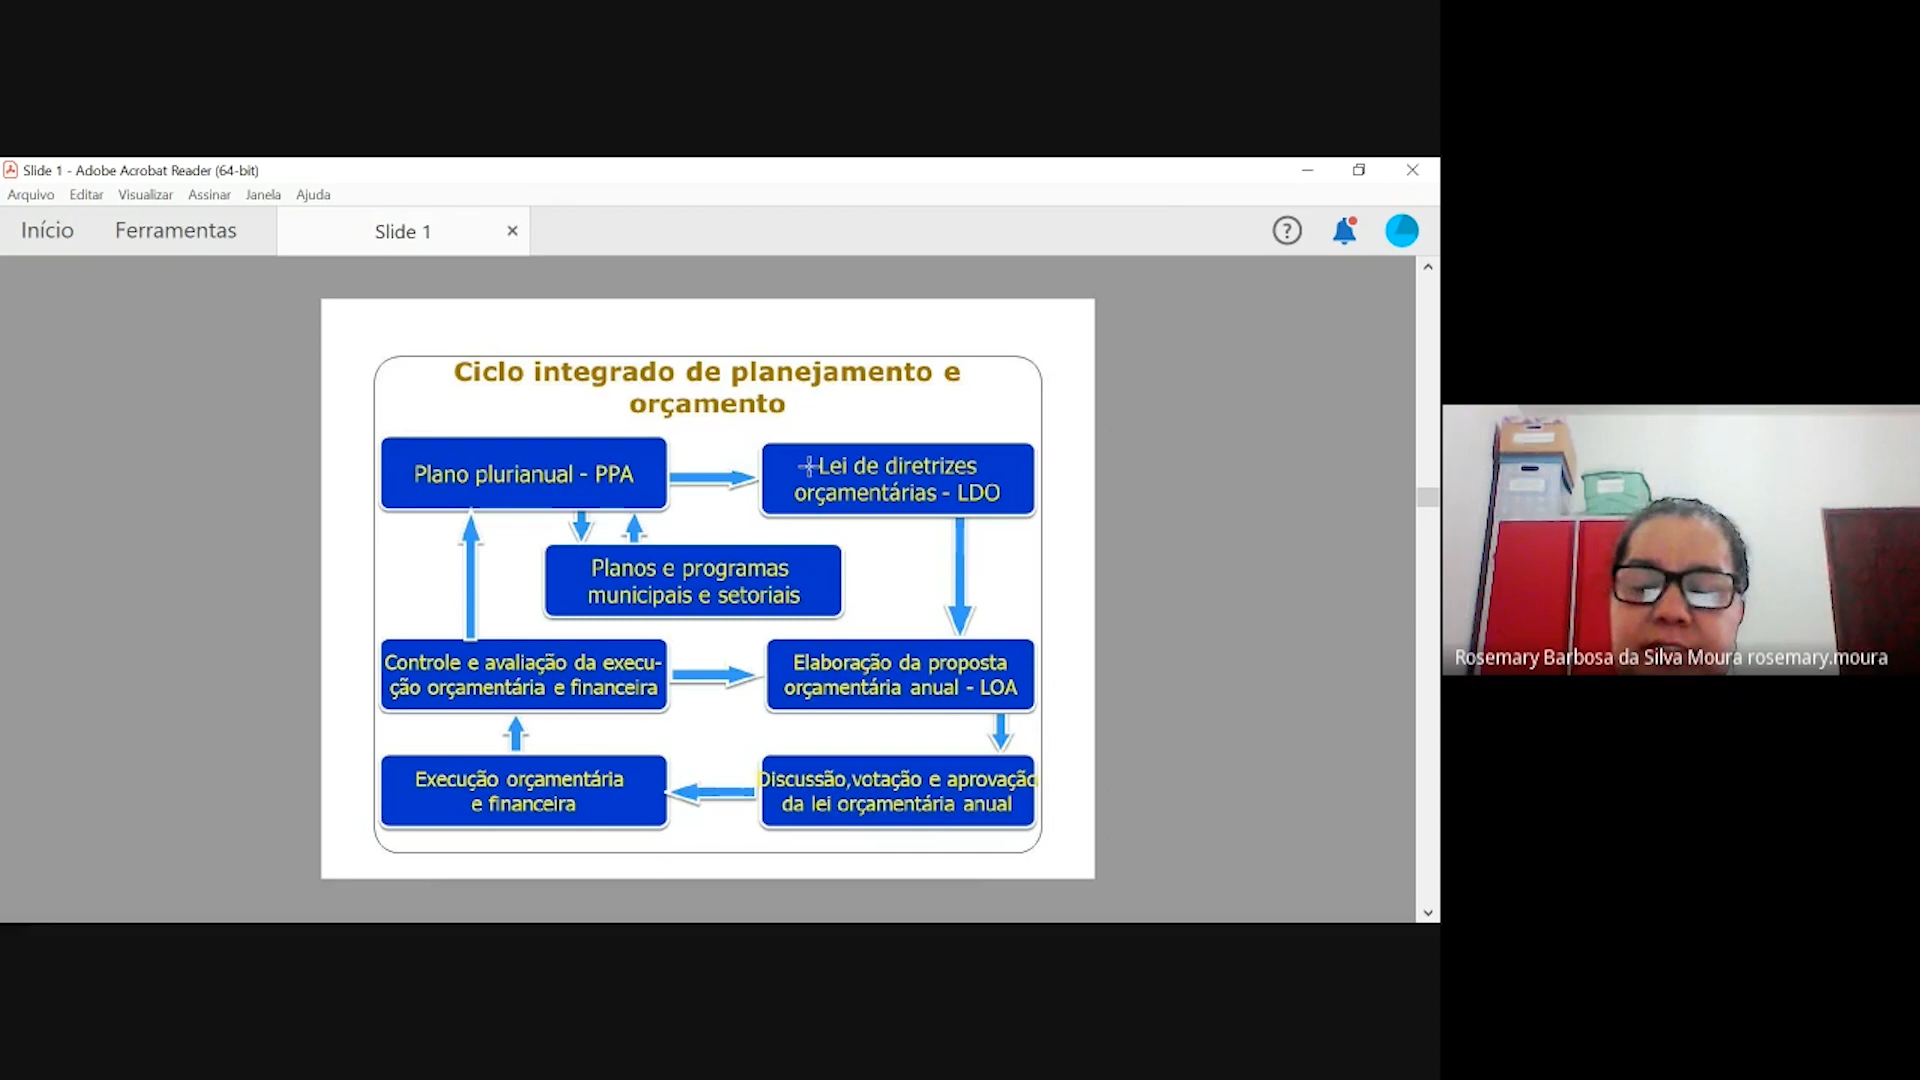 Slide 1 - Adobe Acrobat Reader (64-bit)
Arquivo Editar Visualizar Assinar Janela Ajuda
Início Ferramentas Slide 1
Ciclo integrado de planejamento e
orçamento
Plano plurianual - PPA
Lei de diretrizes
orçamentárias - LDO
Planos e programas
municipais e setoriais
Controle e avaliação da execu-
ção orçamentária e financeira
Elaboração da proposta
orçamentária anual - LOA
Execução orçamentária
e financeira
Discussão,votação e aprovação
da lei orçamentária anual
Rosemary Barbosa da Silva Moura rosemary.moura